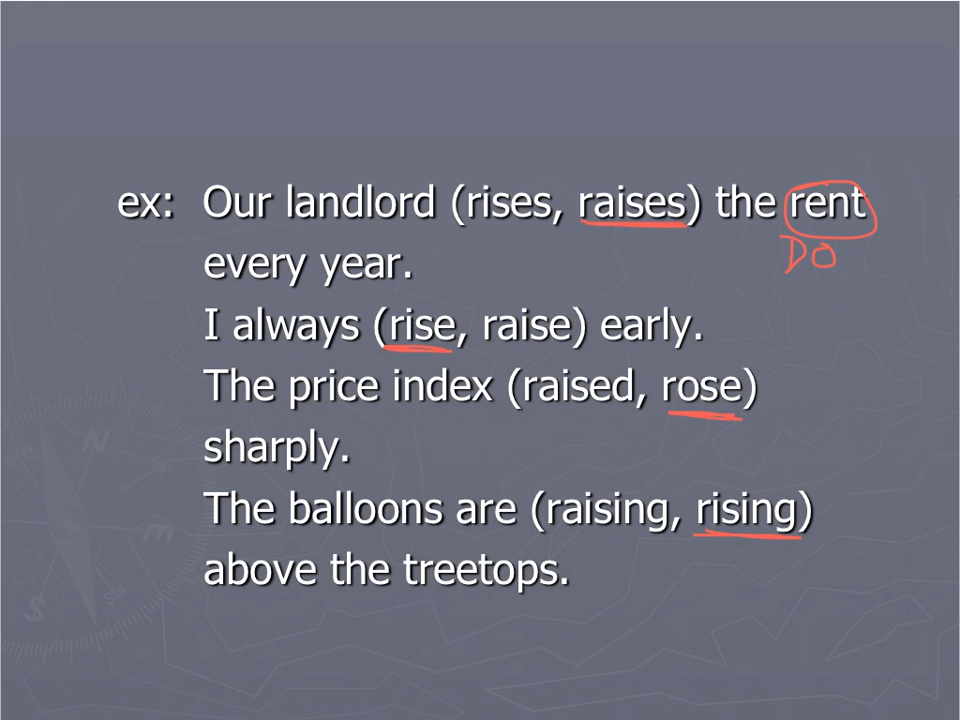 ex: Our landlord (rises, raises) the rent
DO
every year.
I always (rise, raise) early.
The price index (raised, rose)
sharply.
The balloons are (raising, rising)
above the treetops.
N
m
S